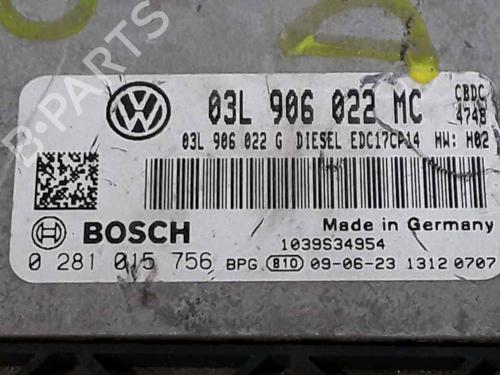 B-PARTS
03L 906 022 MC
CBDC
4748
03L 906 022 G DIESEL EDC17CP14 HW: H02
Made in Germany
BOSCH
1039S34954
0 281 015 756 BPG 810 09-06-23 1312 0707